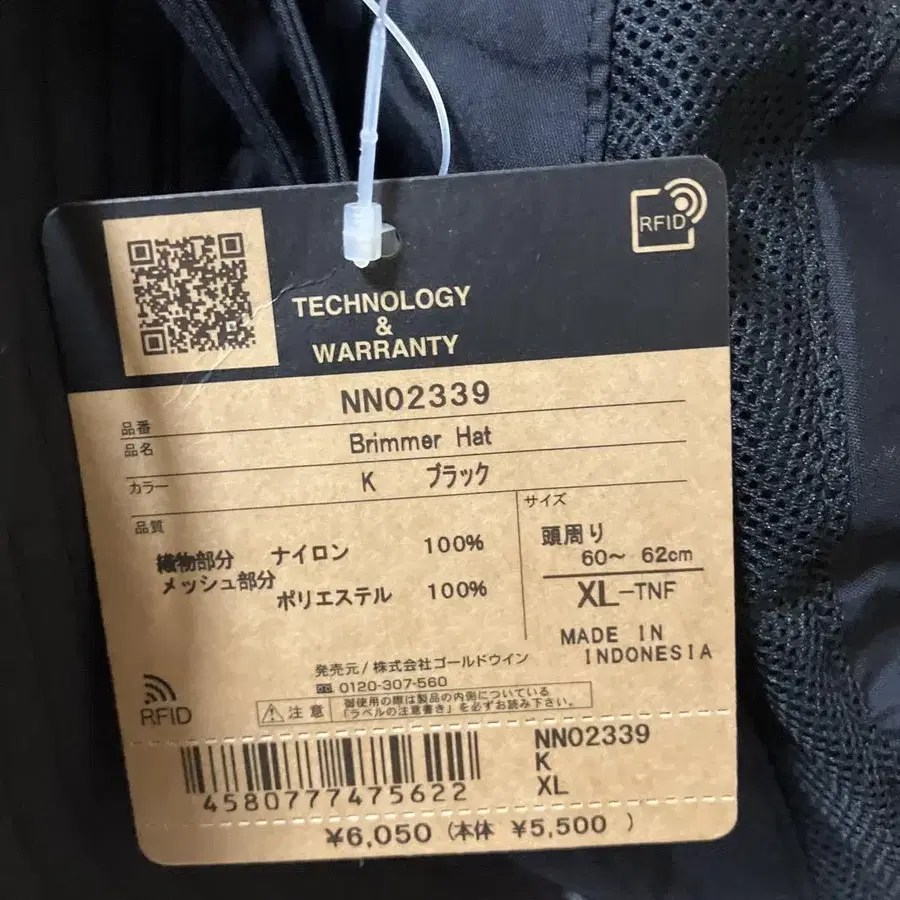 RFID
TECHNOLOGY
&
WARRANTY
品番 NN02339
品名 Brimmer Hat
カラー K ブラック
品質
織物部分 ナイロン 100%
メッシュ部分 ポリエステル 100%
サイズ
頭周り
60〜 62cm
XL-TNF
MADE IN
INDONESIA
発売元/株式会社ゴールドウイン
0120-307-560
注意 御使用の際は製品の内側についている
「ラベルの注意書き」を必ずお読み下さい。
RFID
4580777475622
NN02339
K
XL
¥6,050 (本体 ¥5,500 )